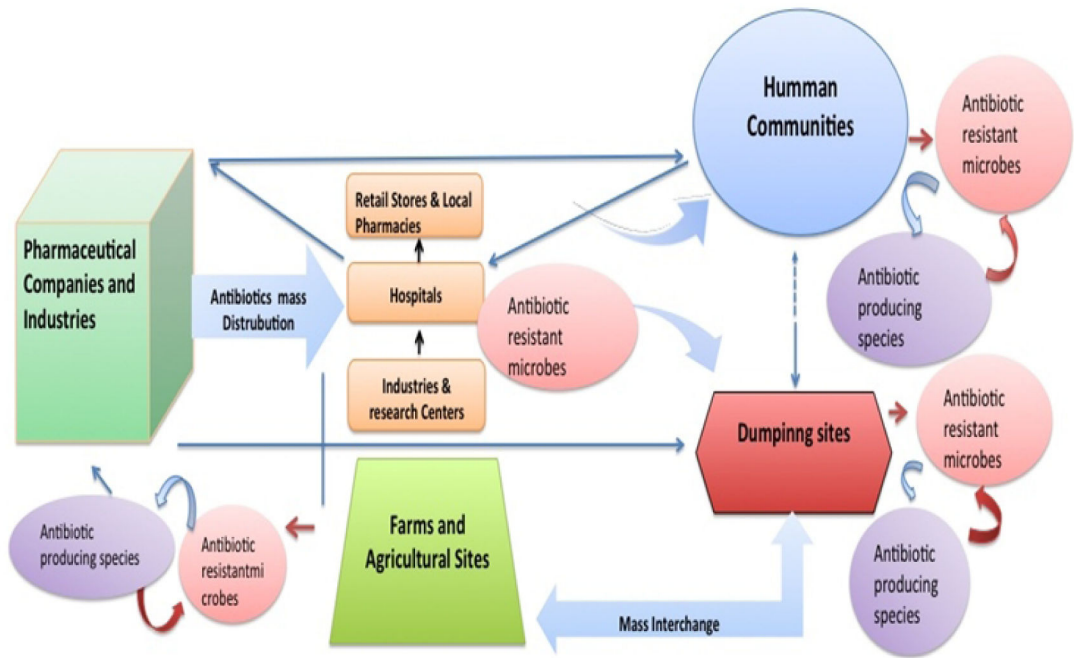 Humman
Communities
Antibiotic
resistant
microbes
Retail Stores & Local
Pharmacies
Pharmaceutical
Companies and
Industries
Antibiotics mass
Distrubution
Hospitals
Antibiotic
resistant
microbes
Antibiotic
producing
species
Industries &
research Centers
Dumpinng sites
Antibiotic
resistant
microbes
Farms and
Agricultural Sites
Antibiotic
producing species
Antibiotic
resistantmi
crobes
Antibiotic
producing
species
Mass Interchange